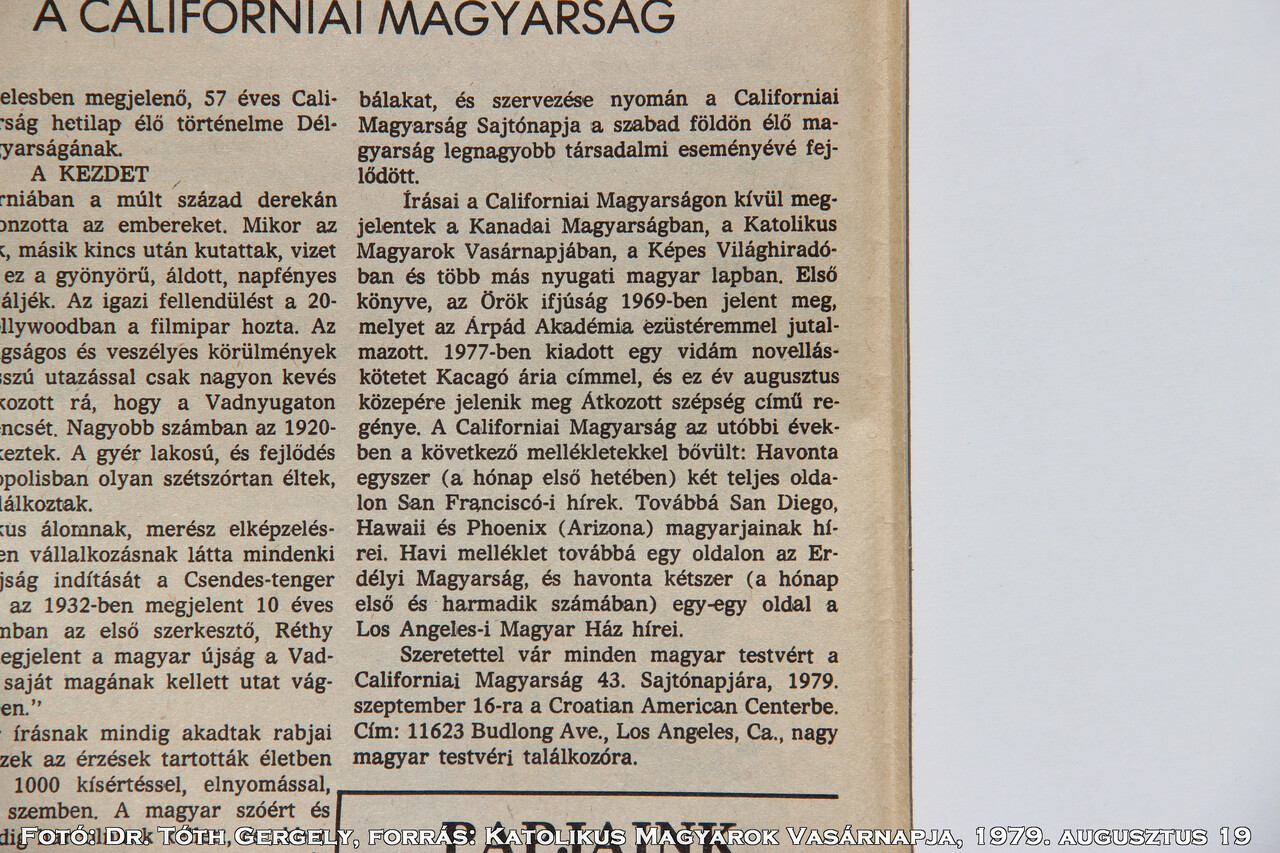 A CALIFORNIAI MAGYARSÁG
elesben megjelenő, 57 éves Cali-
rság hetilap élő történelme Dél-
yarságának.
A KEZDET
rniában a múlt század derekán
onzotta az embereket. Mikor az
k, másik kincs után kutattak, vizet
ez a gyönyörű, áldott, napfényes
áljék. Az igazi fellendülést a 20-
llywoodban a filmipar hozta. Az
gságos és veszélyes körülmények
sszú utazással csak nagyon kevés
kozott rá, hogy a Vadnyugaton
encsét. Nagyobb számban az 1920-
keztek. A gyér lakosú, és fejlődés
opolisban olyan szétszórtan éltek,
lálkoztak.
kus álomnak, merész elképzelés-
en vállalkozásnak látta mindenki
jság indítását a Csendes-tenger
az 1932-ben megjelent 10 éves
mban az első szerkesztő, Réthy
egjelent a magyar újság a Vad-
saját magának kellett utat vág-
en."
írásnak mindig akadtak rabjai
zek az érzések tartották életben
1000 kísértéssel, elnyomással,
szemben. A magyar szóért és
bálakat, és szervezése nyomán a Californiai
Magyarság Sajtónapja a szabad földön élő ma-
gyarság legnagyobb társadalmi eseményévé fej-
lődött.
Írásai a Californiai Magyarságon kívül meg-
jelentek a Kanadai Magyarságban, a Katolikus
Magyarok Vasárnapjában, a Képes Világhiradó-
ban és több más nyugati magyar lapban. Első
könyve, az Örök ifjúság 1969-ben jelent meg,
melyet az Árpád Akadémia ezüstéremmel jutal-
mazott. 1977-ben kiadott egy vidám novellás-
kötetet Kacagó ária címmel, és ez év augusztus
közepére jelenik meg Átkozott szépség című re-
génye. A Californiai Magyarság az utóbbi évek-
ben a következő mellékletekkel bővült: Havonta
egyszer (a hónap első hetében) két teljes olda-
lon San Franciscó-i hírek. Továbbá San Diego,
Hawaii és Phoenix (Arizona) magyarjainak hí-
rei. Havi melléklet továbbá egy oldalon az Er-
délyi Magyarság, és havonta kétszer (a hónap
első és harmadik számában) egy-egy oldal a
Los Angeles-i Magyar Ház hírei.
Szeretettel vár minden magyar testvért a
Californiai Magyarság 43. Sajtónapjára, 1979.
szeptember 16-ra a Croatian American Centerbe.
Cím: 11623 Budlong Ave., Los Angeles, Ca., nagy
magyar testvéri találkozóra.
PAPJAINK
Fotó: Dr. Tóth Gergely, forrás: Katolikus Magyarok Vasárnapja, 1979. augusztus 19